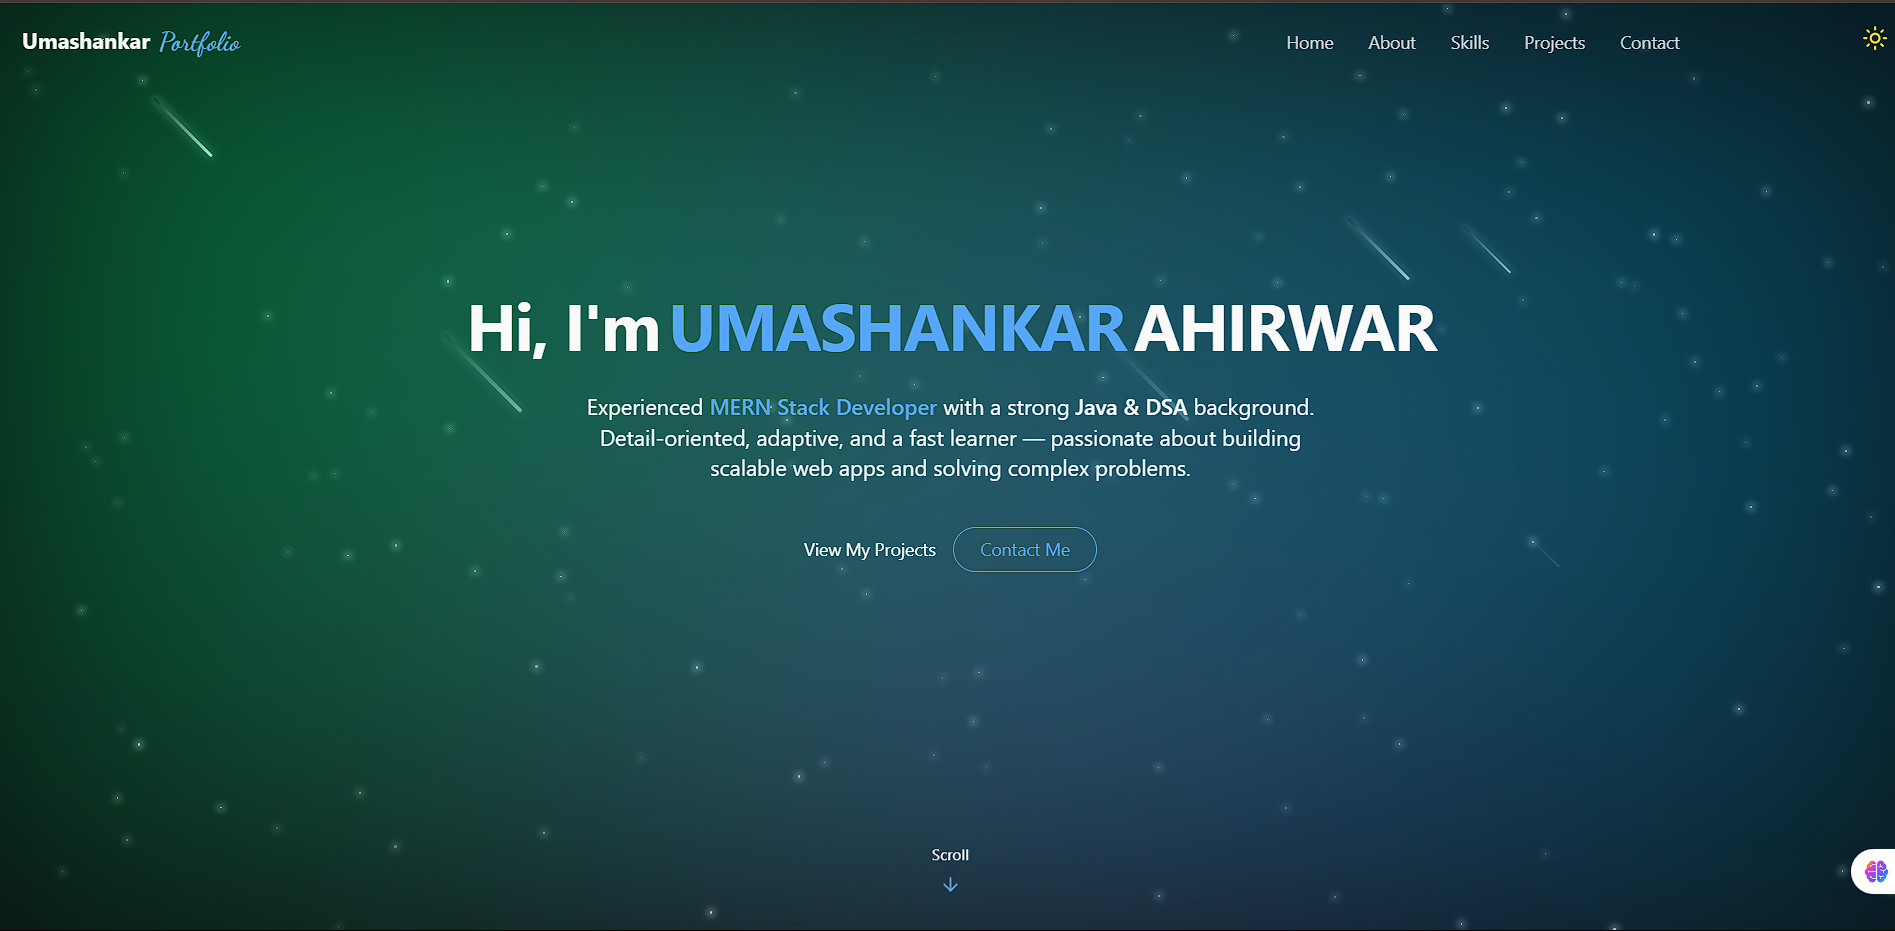 Umashankar Portfolio
Home About Skills Projects Contact
Hi, I'm UMASHANKAR AHIRWAR
Experienced MERN Stack Developer with a strong Java & DSA background.
Detail-oriented, adaptive, and a fast learner — passionate about building
scalable web apps and solving complex problems.
View My Projects Contact Me
Scroll